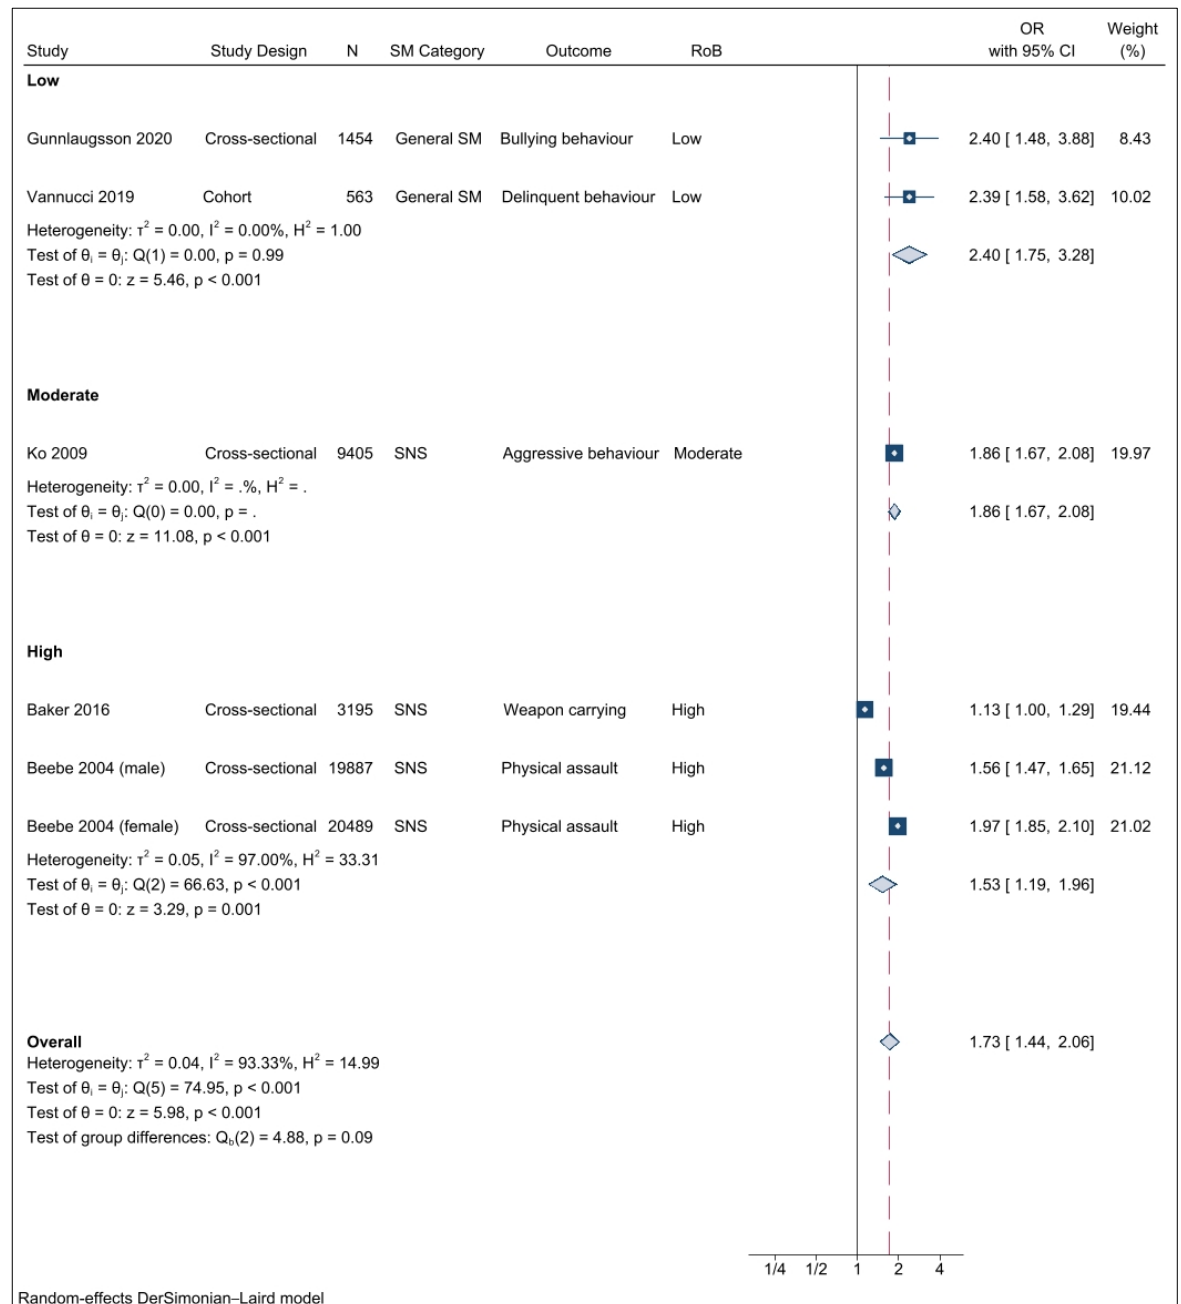 OR Weight
Study Study Design N SM Category Outcome RoB with 95% CI (%)
Low
Gunnlaugsson 2020 Cross-sectional 1454 General SM Bullying behaviour Low 2.40 [ 1.48, 3.88] 8.43
Vannucci 2019 Cohort 563 General SM Delinquent behaviour Low 2.39 [ 1.58, 3.62] 10.02
Heterogeneity: τ² = 0.00, I² = 0.00%, H² = 1.00
Test of θᵢ = θⱼ: Q(1) = 0.00, p = 0.99 2.40 [ 1.75, 3.28]
Test of θ = 0: z = 5.46, p < 0.001
Moderate
Ko 2009 Cross-sectional 9405 SNS Aggressive behaviour Moderate 1.86 [ 1.67, 2.08] 19.97
Heterogeneity: τ² = 0.00, I² = .%, H² = .
Test of θᵢ = θⱼ: Q(0) = 0.00, p = . 1.86 [ 1.67, 2.08]
Test of θ = 0: z = 11.08, p < 0.001
High
Baker 2016 Cross-sectional 3195 SNS Weapon carrying High 1.13 [ 1.00, 1.29] 19.44
Beebe 2004 (male) Cross-sectional 19887 SNS Physical assault High 1.56 [ 1.47, 1.65] 21.12
Beebe 2004 (female) Cross-sectional 20489 SNS Physical assault High 1.97 [ 1.85, 2.10] 21.02
Heterogeneity: τ² = 0.05, I² = 97.00%, H² = 33.31
Test of θᵢ = θⱼ: Q(2) = 66.63, p < 0.001 1.53 [ 1.19, 1.96]
Test of θ = 0: z = 3.29, p = 0.001
Overall 1.73 [ 1.44, 2.06]
Heterogeneity: τ² = 0.04, I² = 93.33%, H² = 14.99
Test of θᵢ = θⱼ: Q(5) = 74.95, p < 0.001
Test of θ = 0: z = 5.98, p < 0.001
Test of group differences: Q_b(2) = 4.88, p = 0.09
1/4 1/2 1 2 4
Random-effects DerSimonian–Laird model